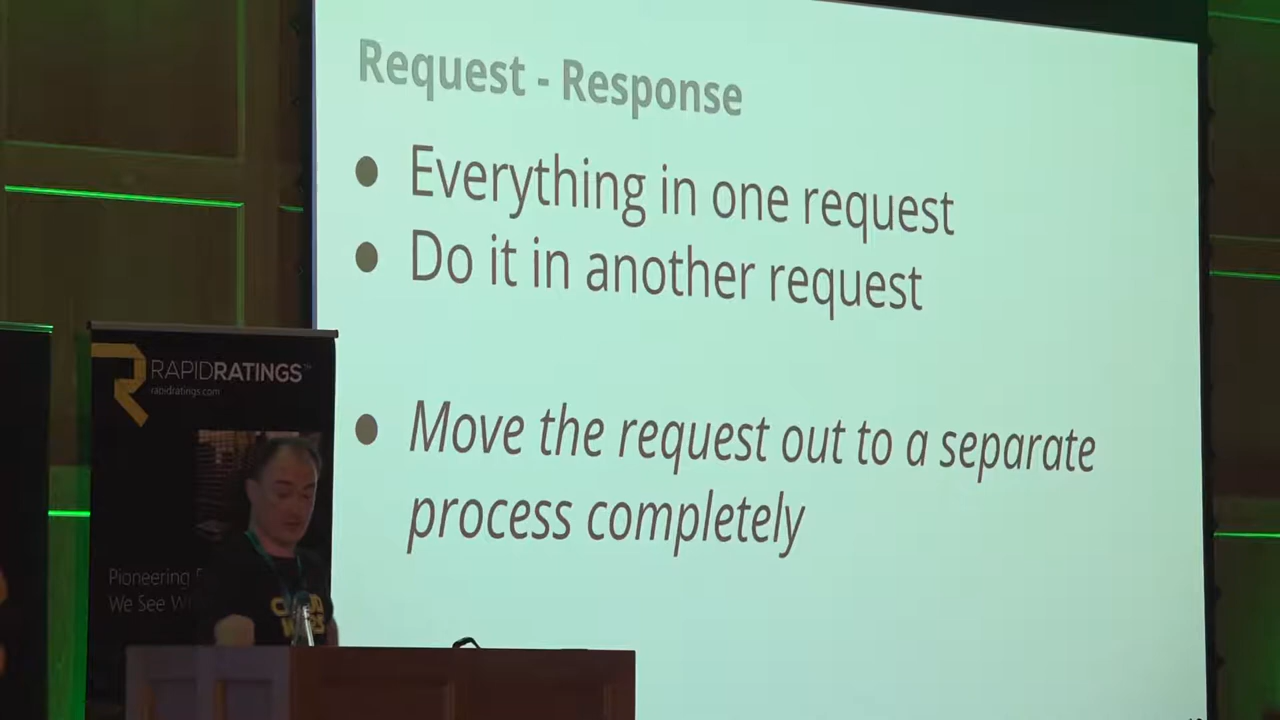 Request - Response
● Everything in one request
● Do it in another request
● Move the request out to a separate
process completely
RAPIDRATINGS
rapidratings.com
Pioneering
We See